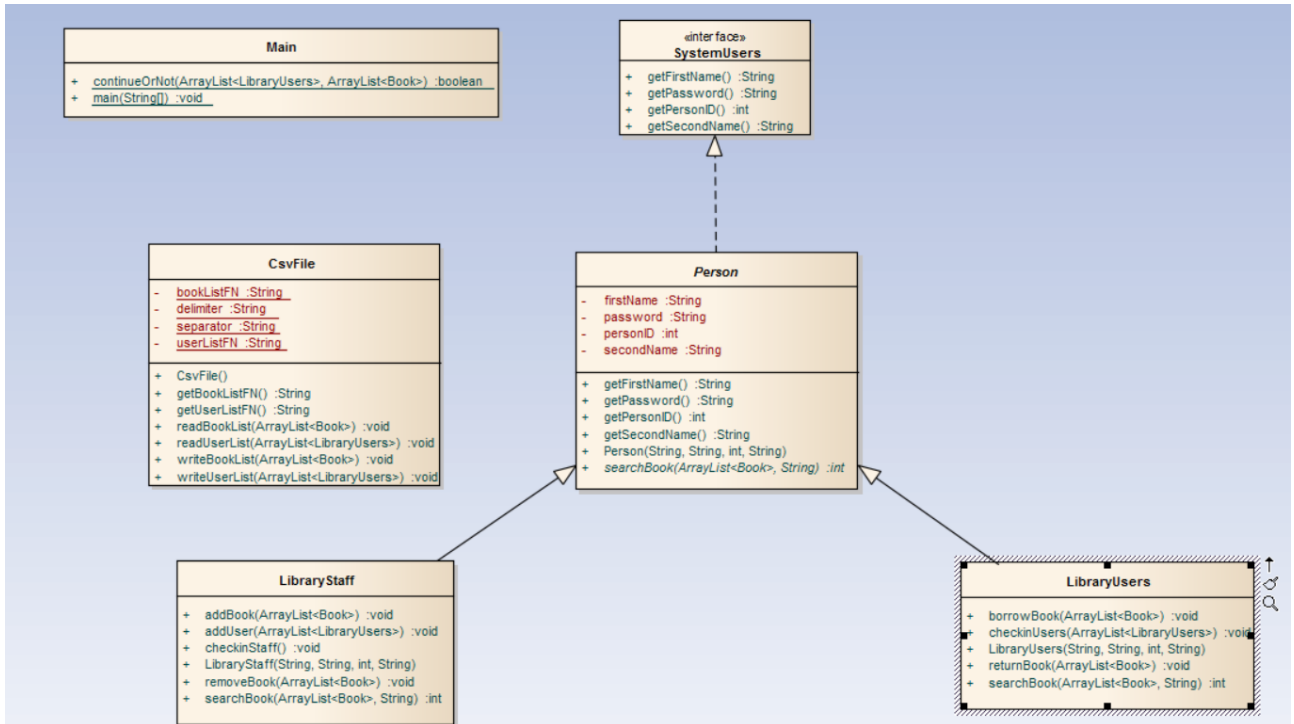 Main
+ continueOrNot(ArrayList<LibraryUsers>, ArrayList<Book>) :boolean
+ main(String[]) :void
«interface»
SystemUsers
+ getFirstName() :String
+ getPassword() :String
+ getPersonID() :int
+ getSecondName() :String
CsvFile
- bookListFN :String
- delimiter :String
- separator :String
- userListFN :String
+ CsvFile()
+ getBookListFN() :String
+ getUserListFN() :String
+ readBookList(ArrayList<Book>) :void
+ readUserList(ArrayList<LibraryUsers>) :void
+ writeBookList(ArrayList<Book>) :void
+ writeUserList(ArrayList<LibraryUsers>) :void
Person
- firstName :String
- password :String
- personID :int
- secondName :String
+ getFirstName() :String
+ getPassword() :String
+ getPersonID() :int
+ getSecondName() :String
+ Person(String, String, int, String)
+ searchBook(ArrayList<Book>, String) :int
LibraryStaff
+ addBook(ArrayList<Book>) :void
+ addUser(ArrayList<LibraryUsers>) :void
+ checkinStaff() :void
+ LibraryStaff(String, String, int, String)
+ removeBook(ArrayList<Book>) :void
+ searchBook(ArrayList<Book>, String) :int
LibraryUsers
+ borrowBook(ArrayList<Book>) :void
+ checkinUsers(ArrayList<LibraryUsers>) :void
+ LibraryUsers(String, String, int, String)
+ returnBook(ArrayList<Book>) :void
+ searchBook(ArrayList<Book>, String) :int